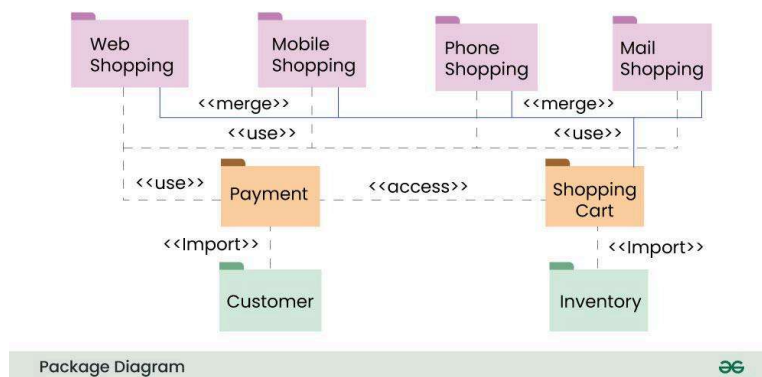 Web
Shopping
Mobile
Shopping
Phone
Shopping
Mail
Shopping
<<merge>>
<<merge>>
<<use>>
<<use>>
<<use>>
Payment
<<access>>
Shopping
Cart
<<Import>>
<<Import>>
Customer
Inventory
Package Diagram